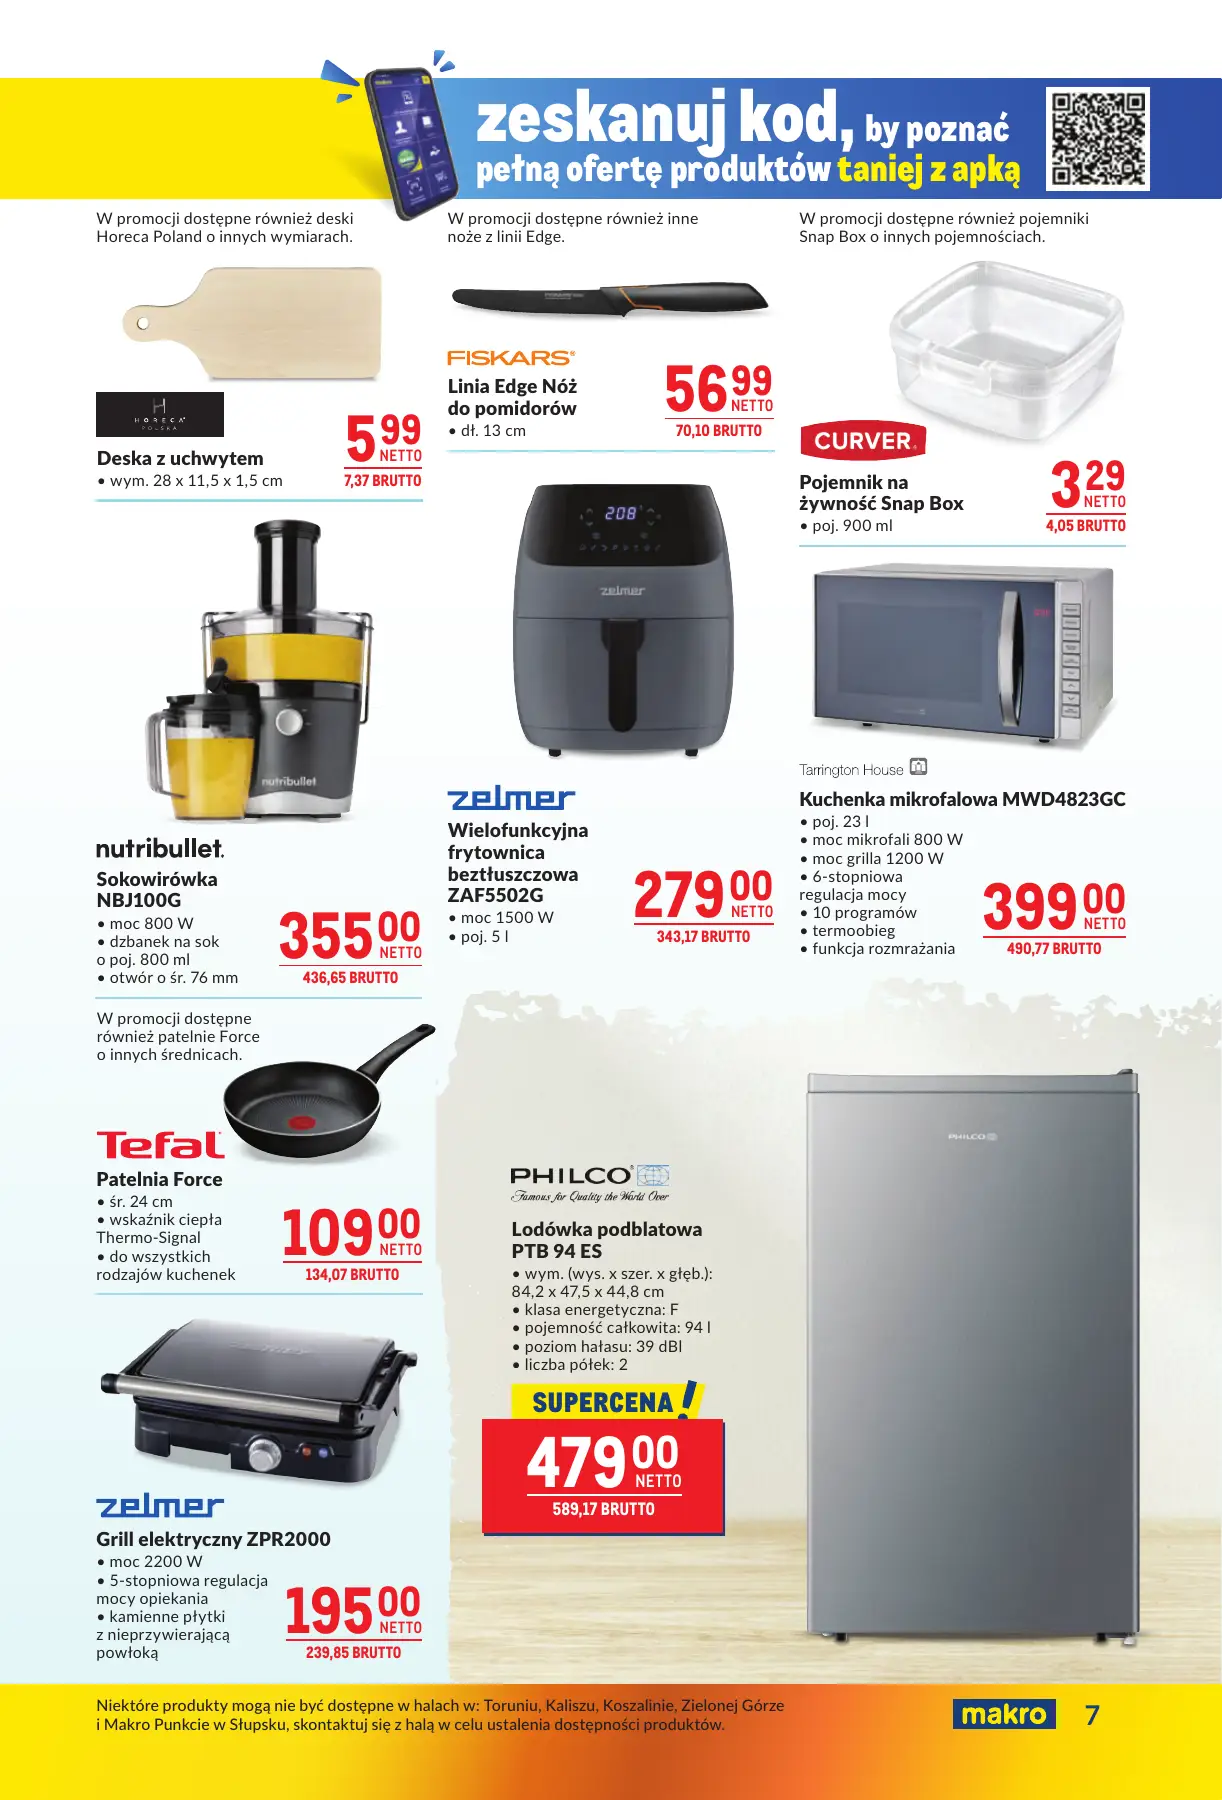 zeskanuj kod, by poznać
pełną ofertę produktów taniej z apką
W promocji dostępne również deski
Horeca Poland o innych wymiarach.
HORECA
POLSKA
Deska z uchwytem
• wym. 28 x 11,5 x 1,5 cm
5 99
NETTO
7,37 BRUTTO
W promocji dostępne również inne
noże z linii Edge.
FISKARS
FISKARS®
Linia Edge Nóż
do pomidorów
• dł. 13 cm
56 99
NETTO
70,10 BRUTTO
W promocji dostępne również pojemniki
Snap Box o innych pojemnościach.
CURVER
Pojemnik na
żywność Snap Box
• poj. 900 ml
3 29
NETTO
4,05 BRUTTO
nutribullet
nutribullet.
Sokowirówka
NBJ100G
• moc 800 W
• dzbanek na sok
o poj. 800 ml
• otwór o śr. 76 mm
355 00
NETTO
436,65 BRUTTO
208°
zelmer
zelmer
Wielofunkcyjna
frytownica
beztłuszczowa
ZAF5502G
• moc 1500 W
• poj. 5 l
279 00
NETTO
343,17 BRUTTO
Tarrington House
Kuchenka mikrofalowa MWD4823GC
• poj. 23 l
• moc mikrofali 800 W
• moc grilla 1200 W
• 6-stopniowa
regulacja mocy
• 10 programów
• termoobieg
• funkcja rozmrażania
399 00
NETTO
490,77 BRUTTO
W promocji dostępne
również patelnie Force
o innych średnicach.
Tefal
Patelnia Force
• śr. 24 cm
• wskaźnik ciepła
Thermo-Signal
• do wszystkich
rodzajów kuchenek
109 00
NETTO
134,07 BRUTTO
zelmer
Grill elektryczny ZPR2000
• moc 2200 W
• 5-stopniowa regulacja
mocy opiekania
• kamienne płytki
z nieprzywierającą
powłoką
195 00
NETTO
239,85 BRUTTO
PHILCO®
Famous for Quality the World Over
Lodówka podblatowa
PTB 94 ES
• wym. (wys. x szer. x głęb.):
84,2 x 47,5 x 44,8 cm
• klasa energetyczna: F
• pojemność całkowita: 94 l
• poziom hałasu: 39 dBl
• liczba półek: 2
SUPERCENA!
479 00
NETTO
589,17 BRUTTO
PHILCO
Niektóre produkty mogą nie być dostępne w halach w: Toruniu, Kaliszu, Koszalinie, Zielonej Górze
i Makro Punkcie w Słupsku, skontaktuj się z halą w celu ustalenia dostępności produktów.
makro
7